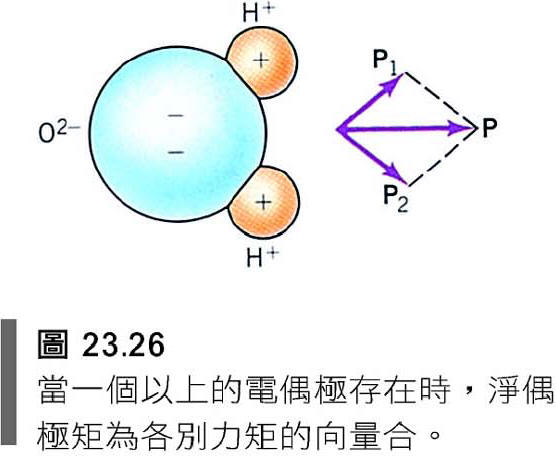 H⁺
+
O²⁻
−
−
+
H⁺
P₁
P
P₂
圖 23.26
當一個以上的電偶極存在時，淨偶
極矩為各別力矩的向量合。